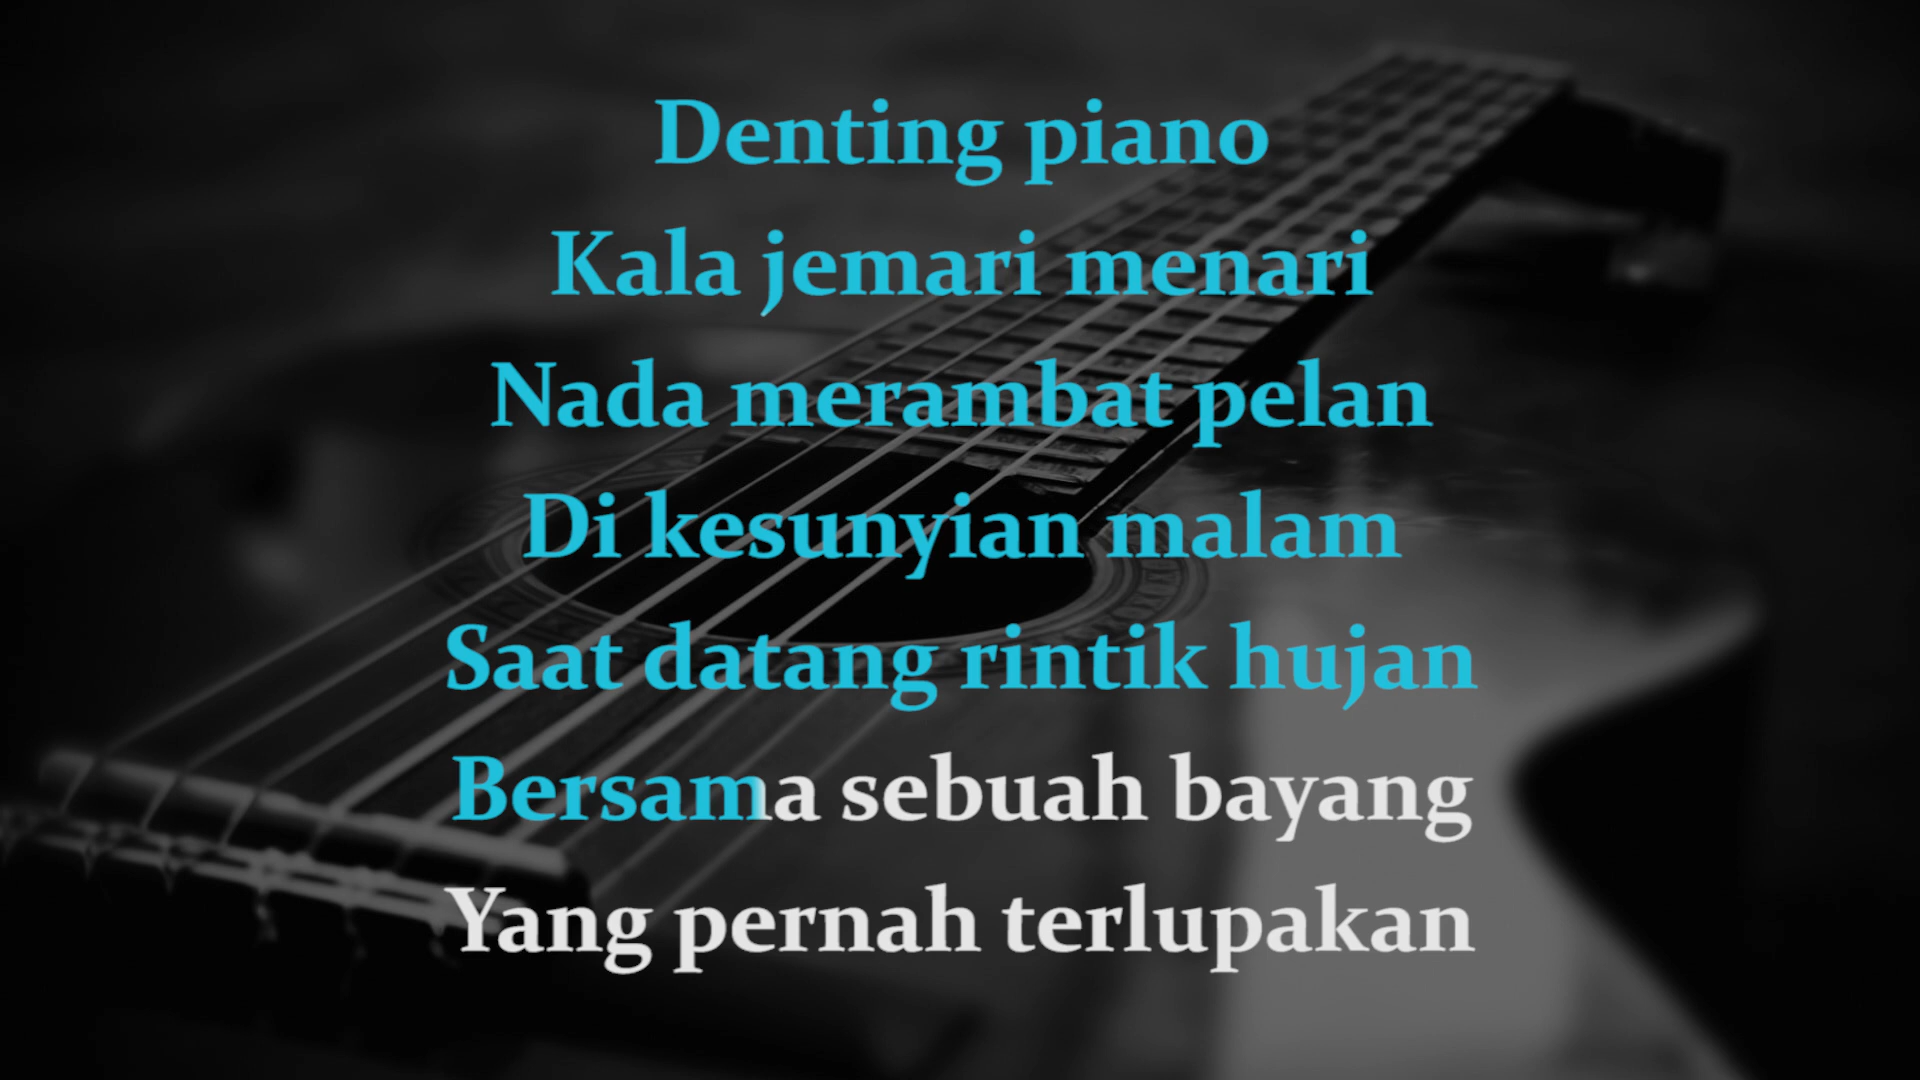 Denting piano
Kala jemari menari
Nada merambat pelan
Di kesunyian malam
Saat datang rintik hujan
Bersama sebuah bayang
Yang pernah terlupakan